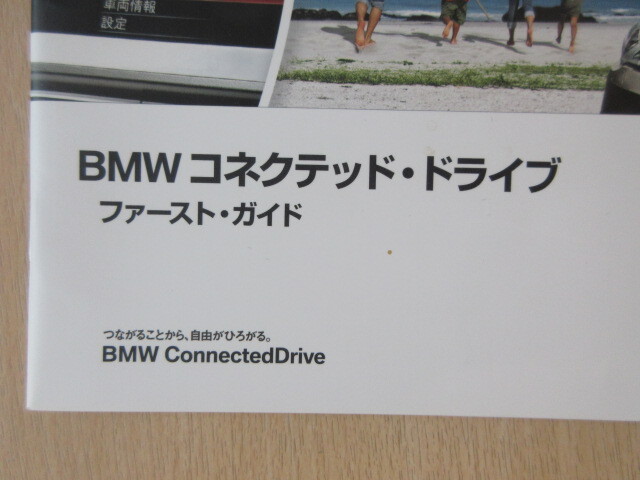 車両情報
設定
BMW コネクテッド・ドライブ
ファースト・ガイド
つながることから、自由がひろがる。
BMW ConnectedDrive